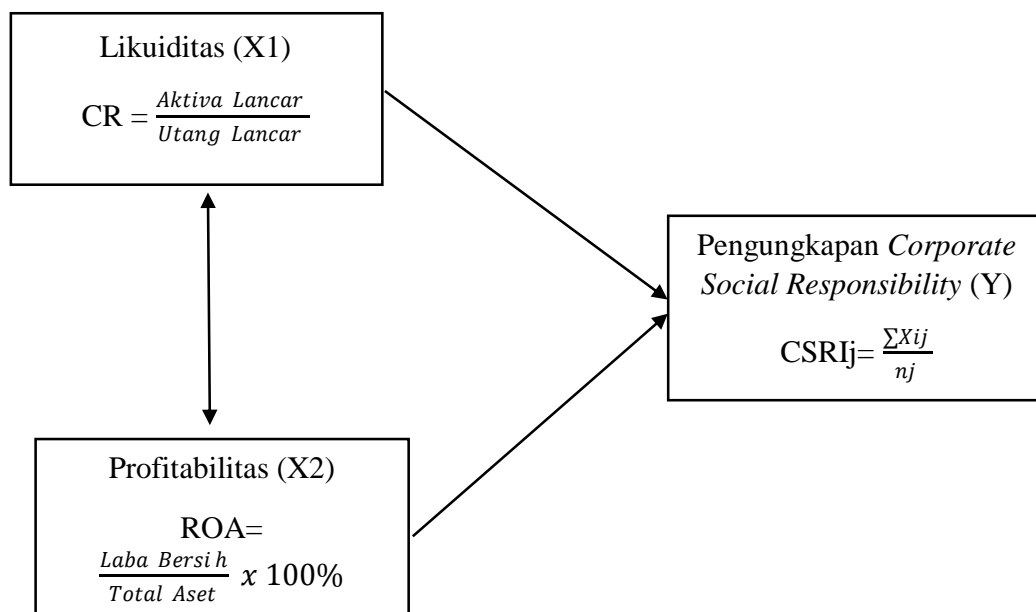 Likuiditas (X1)
CR = Aktiva Lancar / Utang Lancar
Pengungkapan Corporate
Social Responsibility (Y)
CSRIj= ∑Xij / nj
Profitabilitas (X2)
ROA=
Laba Bersih / Total Aset x 100%